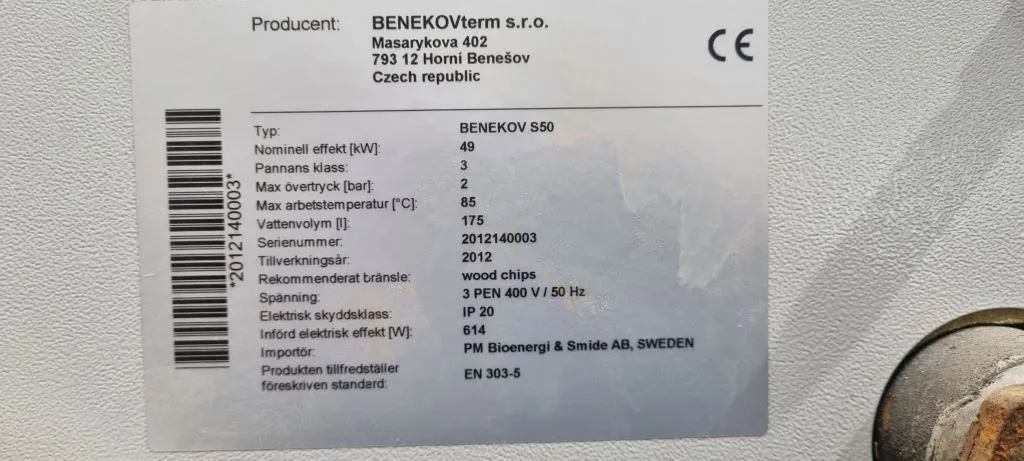 Producent: BENEKOVterm s.r.o.
Masarykova 402
793 12 Horní Benešov
Czech republic
CE
*2012140003*
Typ: BENEKOV S50
Nominell effekt [kW]: 49
Pannans klass: 3
Max övertryck [bar]: 2
Max arbetstemperatur [°C]: 85
Vattenvolym [l]: 175
Serienummer: 2012140003
Tillverkningsår: 2012
Rekommenderat bränsle: wood chips
Spänning: 3 PEN 400 V / 50 Hz
Elektrisk skyddsklass: IP 20
Införd elektrisk effekt [W]: 614
Importör: PM Bioenergi & Smide AB, SWEDEN
Produkten tillfredställer
föreskriven standard: EN 303-5